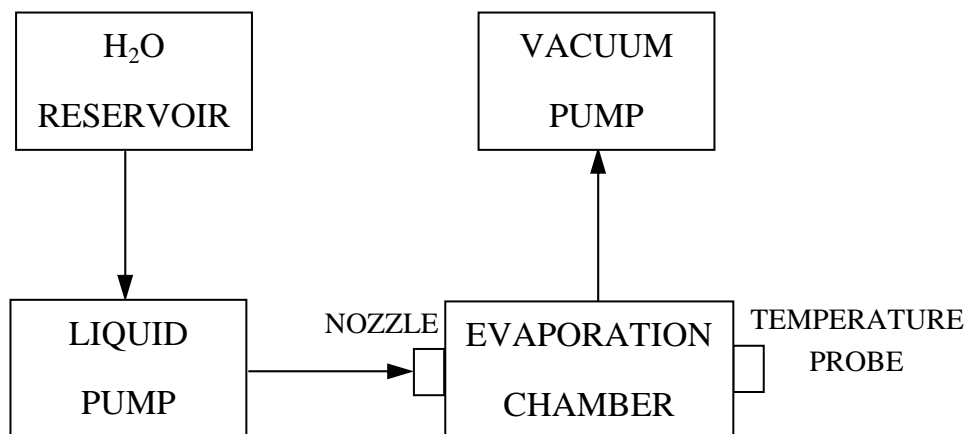 H₂O
RESERVOIR
VACUUM
PUMP
LIQUID
PUMP
NOZZLE
EVAPORATION
CHAMBER
TEMPERATURE
PROBE